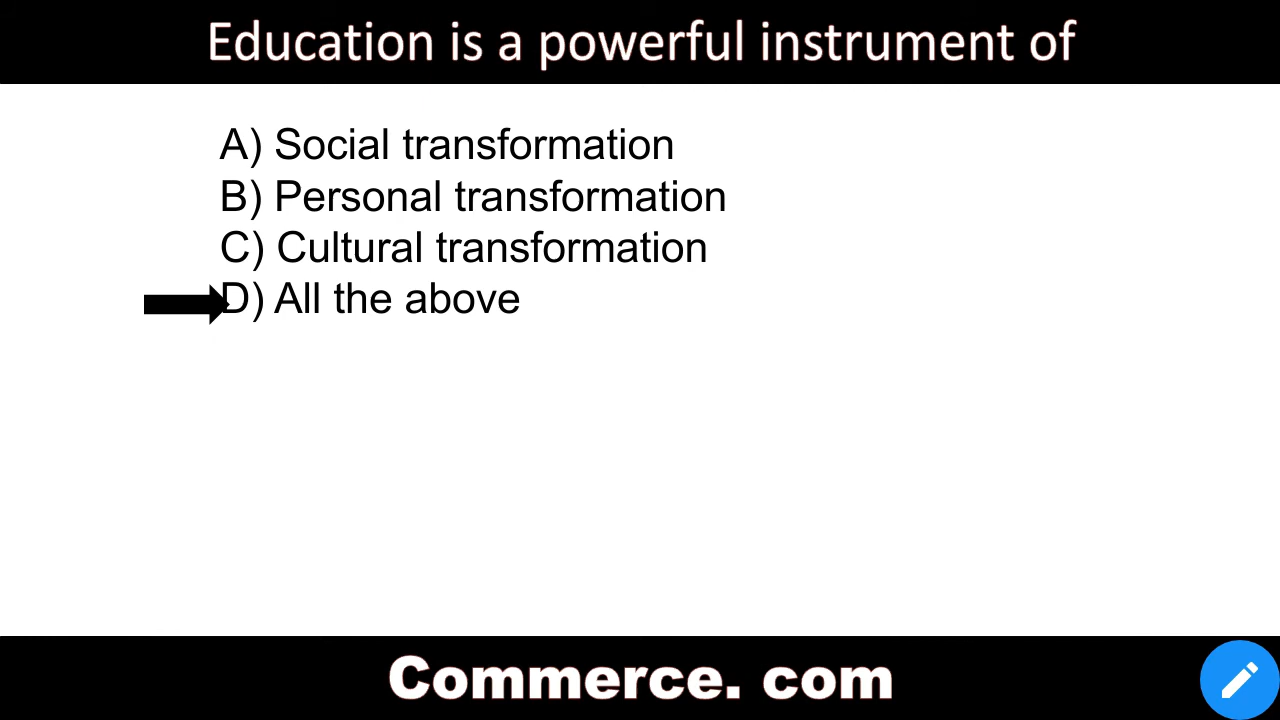 Education is a powerful instrument of
A) Social transformation
B) Personal transformation
C) Cultural transformation
D) All the above
Commerce. com